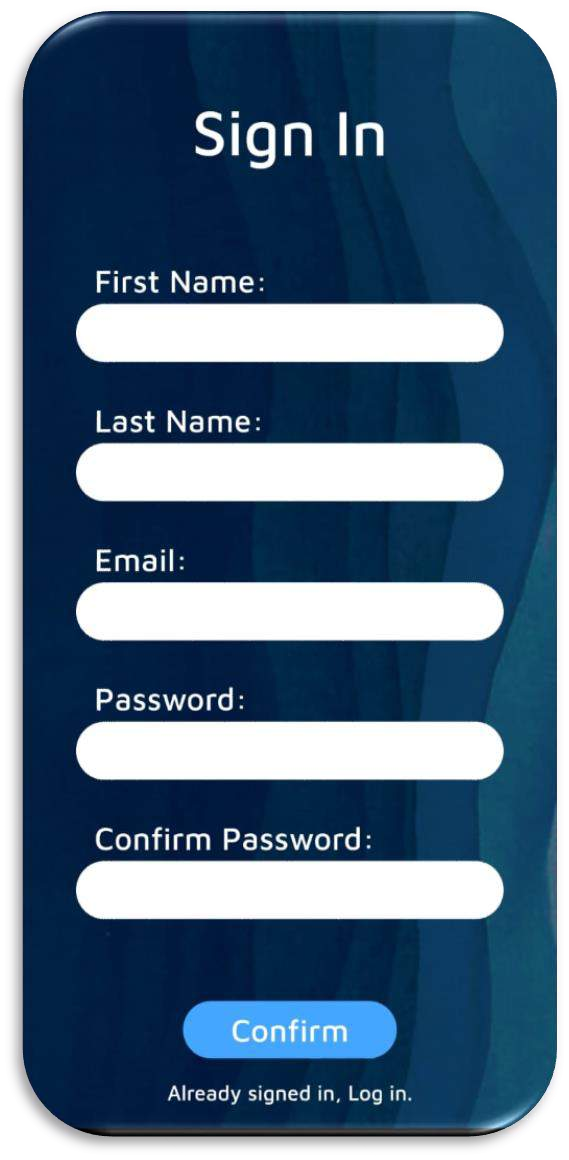 Sign In
First Name:
Last Name:
Email:
Password:
Confirm Password:
Confirm
Already signed in, Log in.